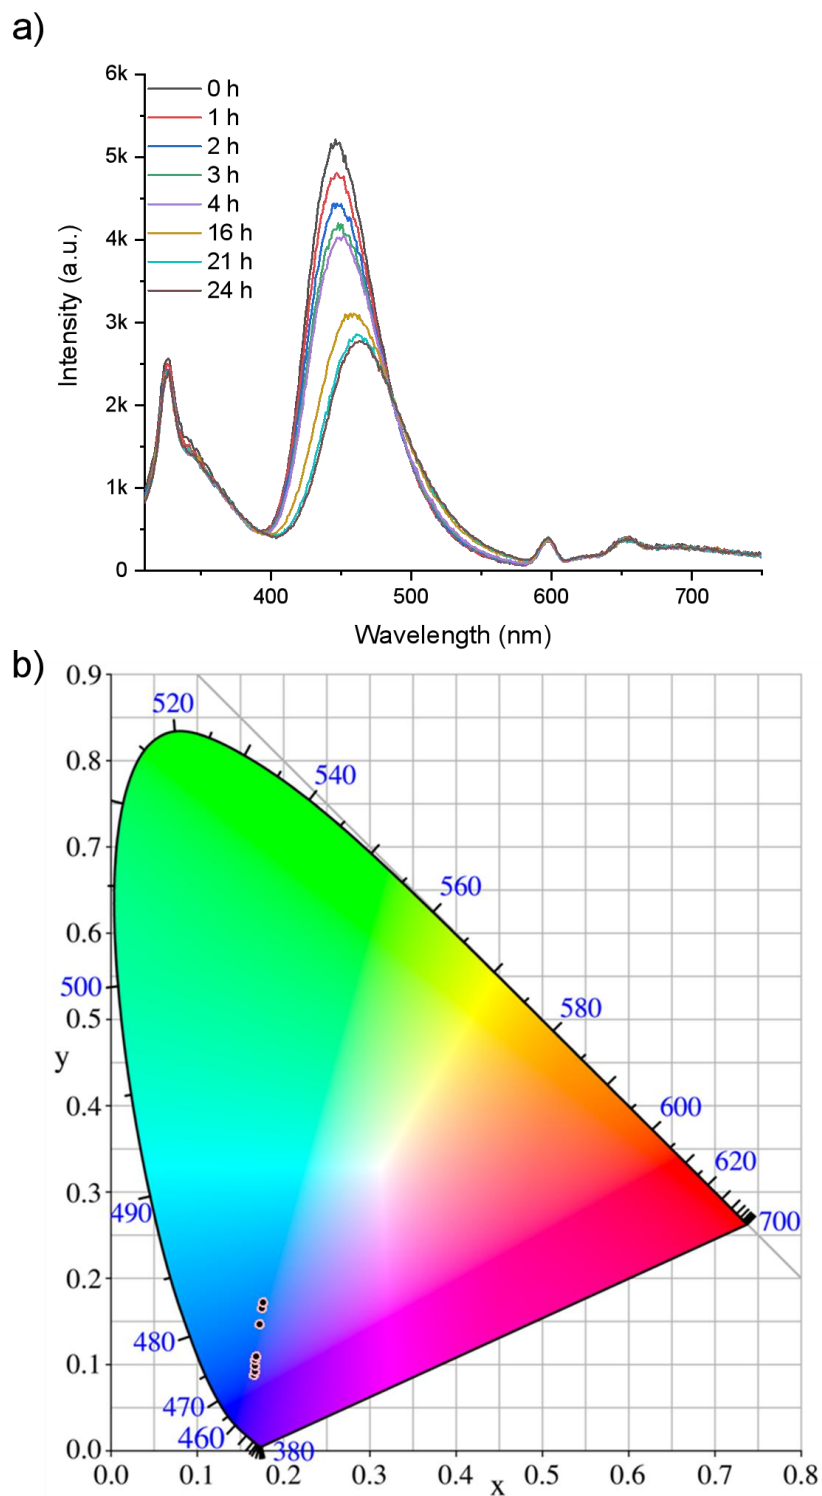 a)
6k
5k
4k
3k
2k
1k
0
Intensity (a.u.)
0 h
1 h
2 h
3 h
4 h
16 h
21 h
24 h
400 500 600 700
Wavelength (nm)
b)
0.9
0.8
0.7
0.6
0.5
0.4
0.3
0.2
0.1
0.0
y
520
540
560
580
600
620
700
500
490
480
470
460
380
0.0 0.1 0.2 0.3 0.4 0.5 0.6 0.7 0.8
x